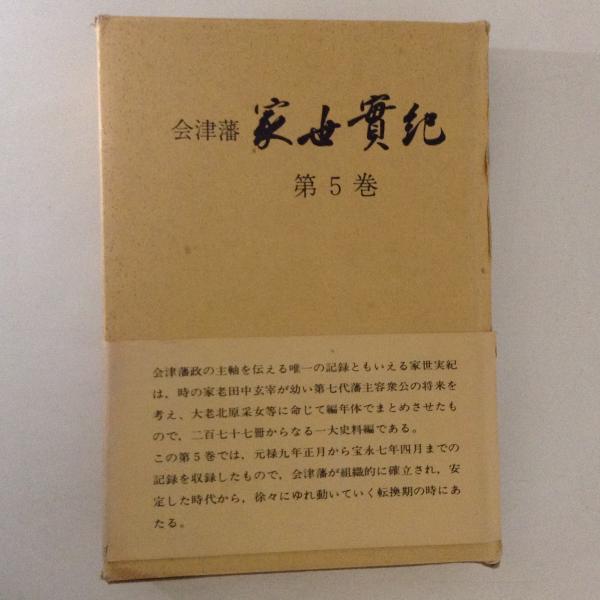 会津藩 家世實紀
第5巻
会津藩政の主軸を伝える唯一の記録ともいえる家世実紀
は，時の家老田中玄宰が幼い第七代藩主容衆公の将来を
考え、大老北原采女等に命じて編年体でまとめさせたも
ので，二百七十七冊からなる一大史料編である。
この第5巻では，元禄九年正月から宝永七年四月までの
記録を収録したもので，会津藩が組織的に確立され，安
定した時代から，徐々にゆれ動いていく転換期の時にあ
たる。